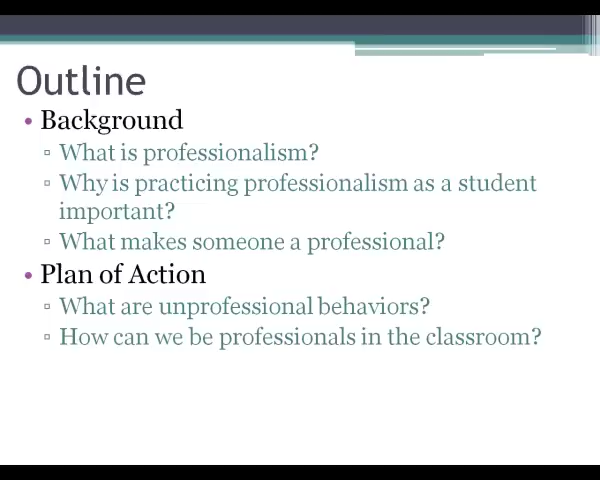 Outline
• Background
▫ What is professionalism?
▫ Why is practicing professionalism as a student
important?
▫ What makes someone a professional?
• Plan of Action
▫ What are unprofessional behaviors?
▫ How can we be professionals in the classroom?